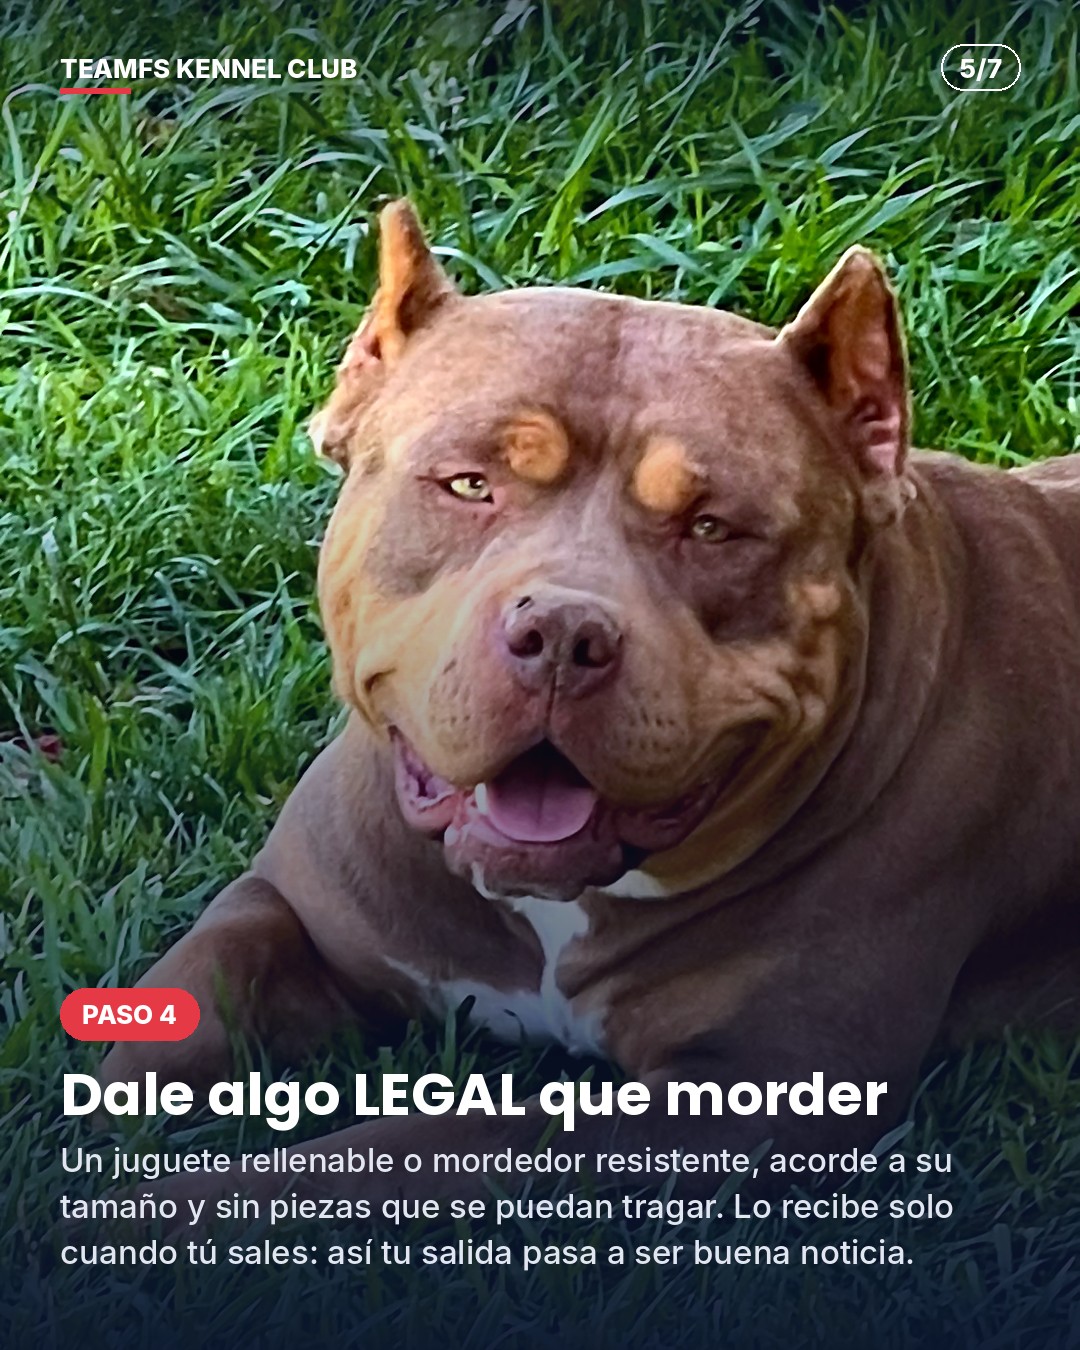 TEAMFS KENNEL CLUB
5/7
PASO 4
Dale algo LEGAL que morder
Un juguete rellenable o mordedor resistente, acorde a su
tamaño y sin piezas que se puedan tragar. Lo recibe solo
cuando tú sales: así tu salida pasa a ser buena noticia.